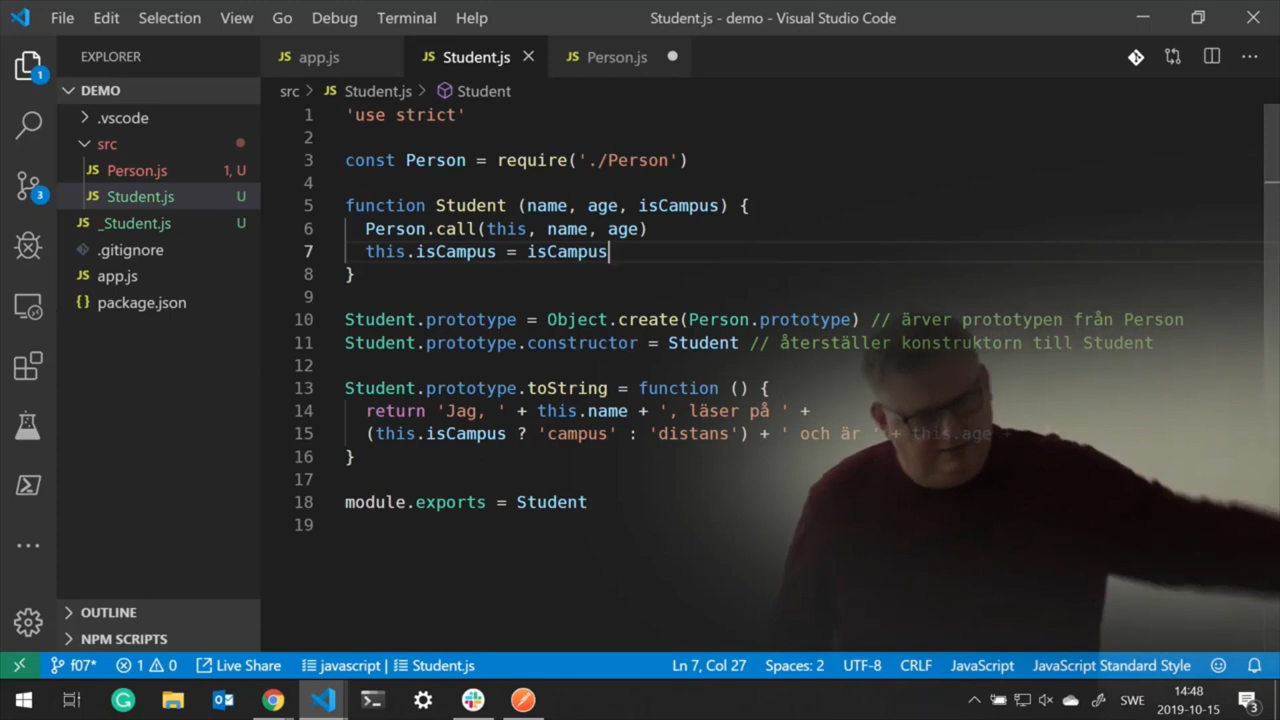 File Edit Selection View Go Debug Terminal Help
Student.js - demo - Visual Studio Code
EXPLORER
JS app.js
JS Student.js
JS Person.js
DEMO
src > JS Student.js > Student
.vscode
src
JS Person.js 1, U
JS Student.js U
JS _Student.js U
.gitignore
JS app.js
{} package.json
1
3
1 'use strict'
2
3 const Person = require('./Person')
4
5 function Student (name, age, isCampus) {
6 Person.call(this, name, age)
7 this.isCampus = isCampus
8 }
9
10 Student.prototype = Object.create(Person.prototype) // ärver prototypen från Person
11 Student.prototype.constructor = Student // återställer konstruktorn till Student
12
13 Student.prototype.toString = function () {
14 return 'Jag, ' + this.name + ', läser på ' +
15 (this.isCampus ? 'campus' : 'distans') + ' och är ' + this.age +
16 }
17
18 module.exports = Student
19
OUTLINE
NPM SCRIPTS
f07* 1 0 Live Share javascript | Student.js Ln 7, Col 27 Spaces: 2 UTF-8 CRLF JavaScript JavaScript Standard Style
SWE
14:48
2019-10-15
3